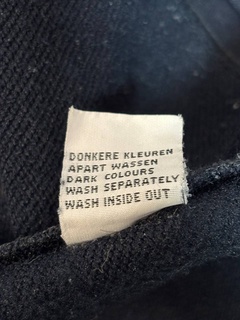 DONKERE KLEUREN
APART WASSEN
DARK COLOURS
WASH SEPARATELY
WASH INSIDE OUT